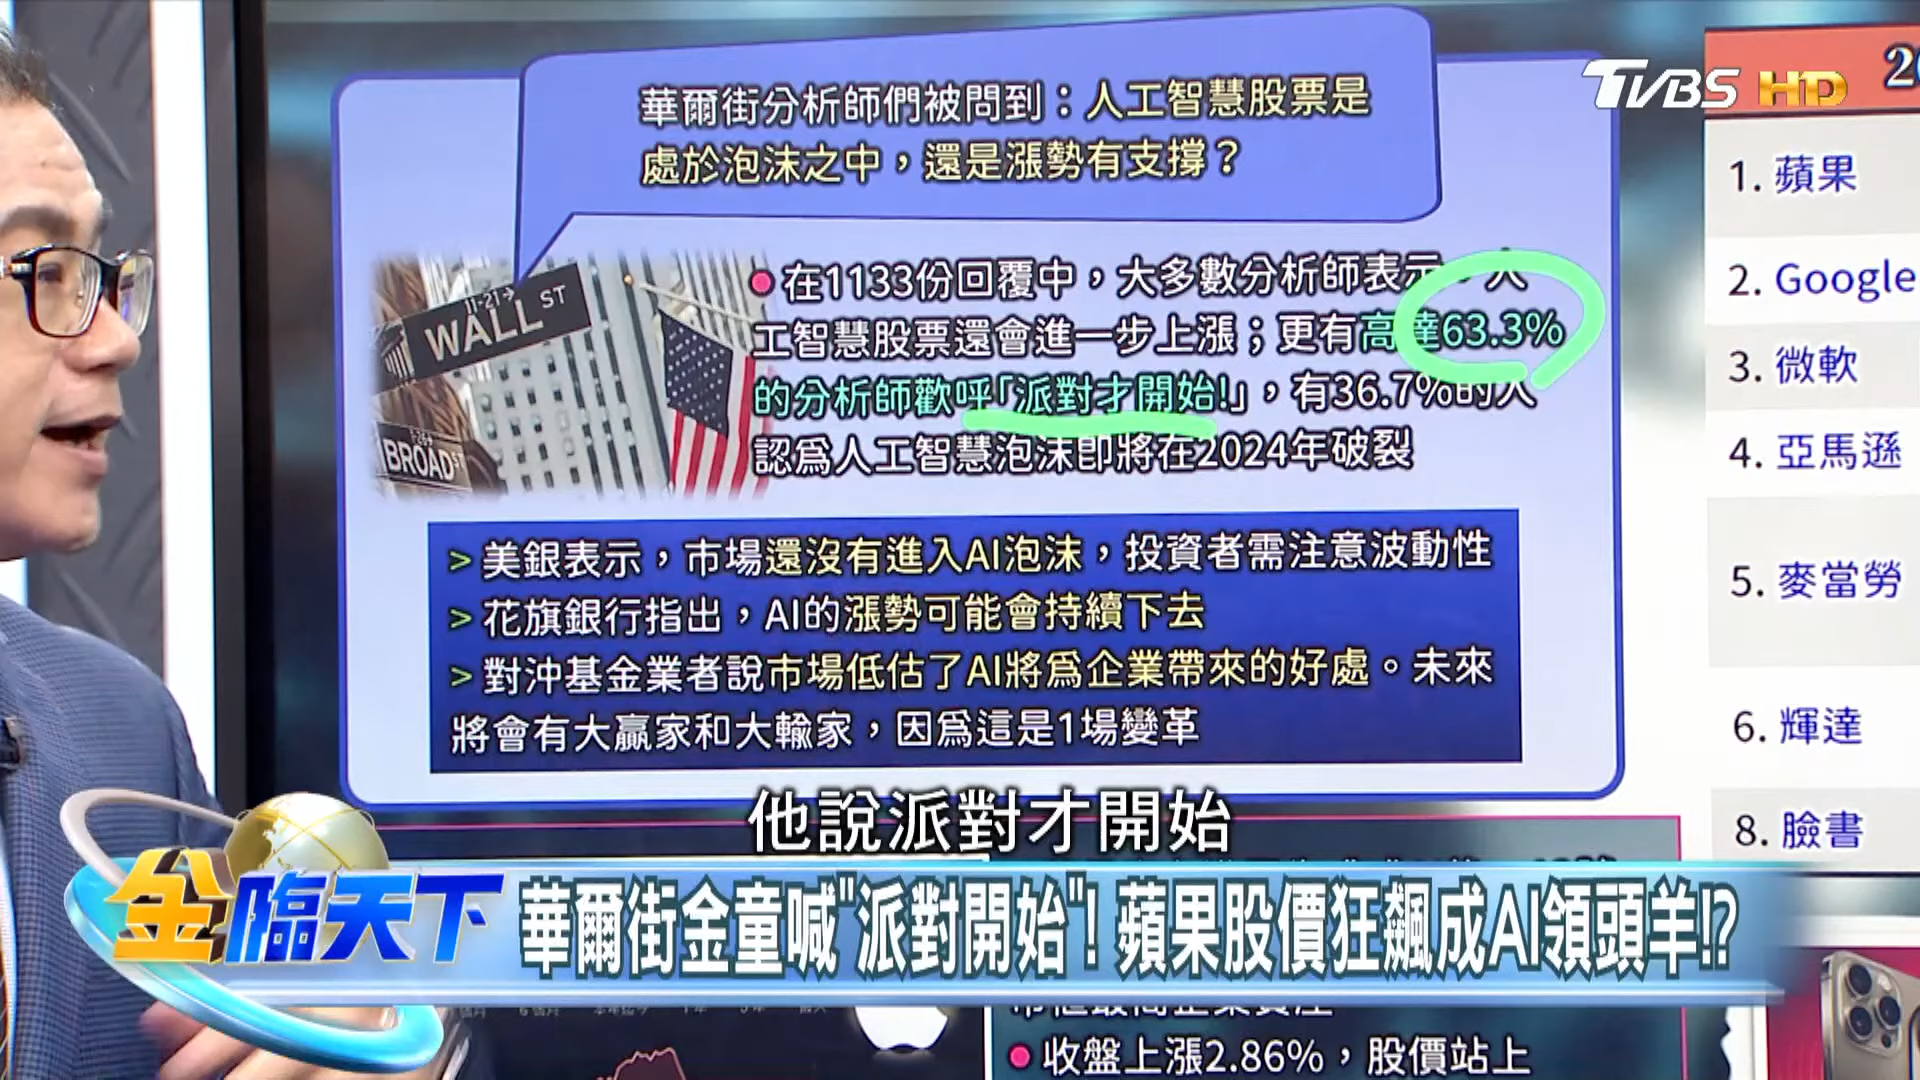 華爾街分析師們被問到：人工智慧股票是
處於泡沫之中，還是漲勢有支撐？
TVBS HD
在1133份回覆中，大多數分析師表示，人
工智慧股票還會進一步上漲；更有高達63.3%
的分析師歡呼「派對才開始!」，有36.7%的人
認為人工智慧泡沫即將在2024年破裂
11-21→
WALL ST
BROAD ST
> 美銀表示，市場還沒有進入AI泡沫，投資者需注意波動性
> 花旗銀行指出，AI的漲勢可能會持續下去
> 對沖基金業者說市場低估了AI將為企業帶來的好處。未來
將會有大贏家和大輸家，因為這是1場變革
1. 蘋果
2. Google
3. 微軟
4. 亞馬遜
5. 麥當勞
6. 輝達
8. 臉書
他說派對才開始
金臨天下
華爾街金童喊"派對開始"! 蘋果股價狂飆成AI領頭羊!?
收盤上漲2.86%，股價站上